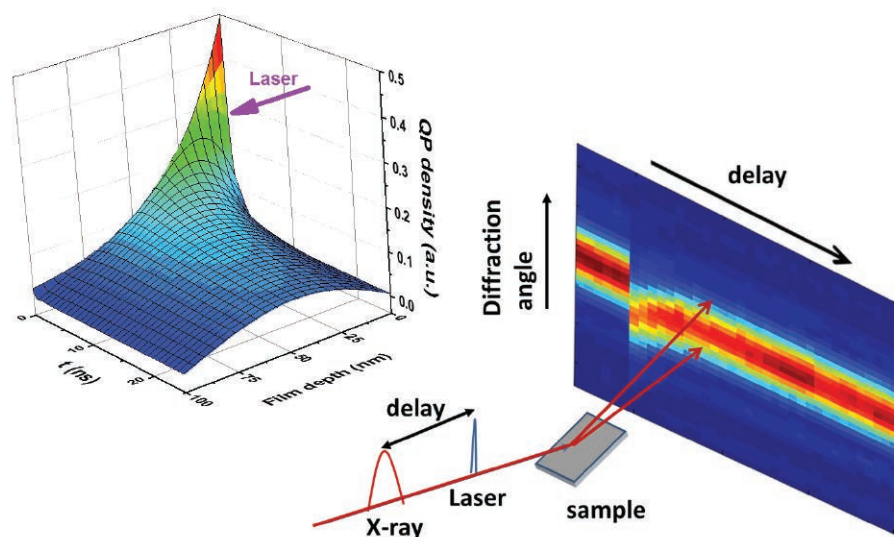 Laser
0.5
0.4
0.3
0.2
0.1
0.0
QP density (a.u.)
0
10
20
t (ns)
100
75
50
25
0
Film depth (nm)
delay
Diffraction
angle
delay
Laser
X-ray
sample